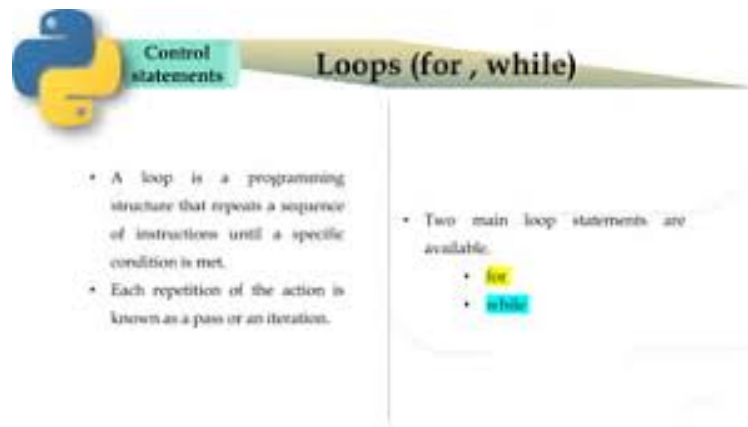 Control
statements
Loops (for , while)
• A loop is a programming
structure that repeats a sequence
of instructions until a specific
condition is met.
• Each repetition of the action is
known as a pass or an iteration.
• Two main loop statements are
available.
• for
• while